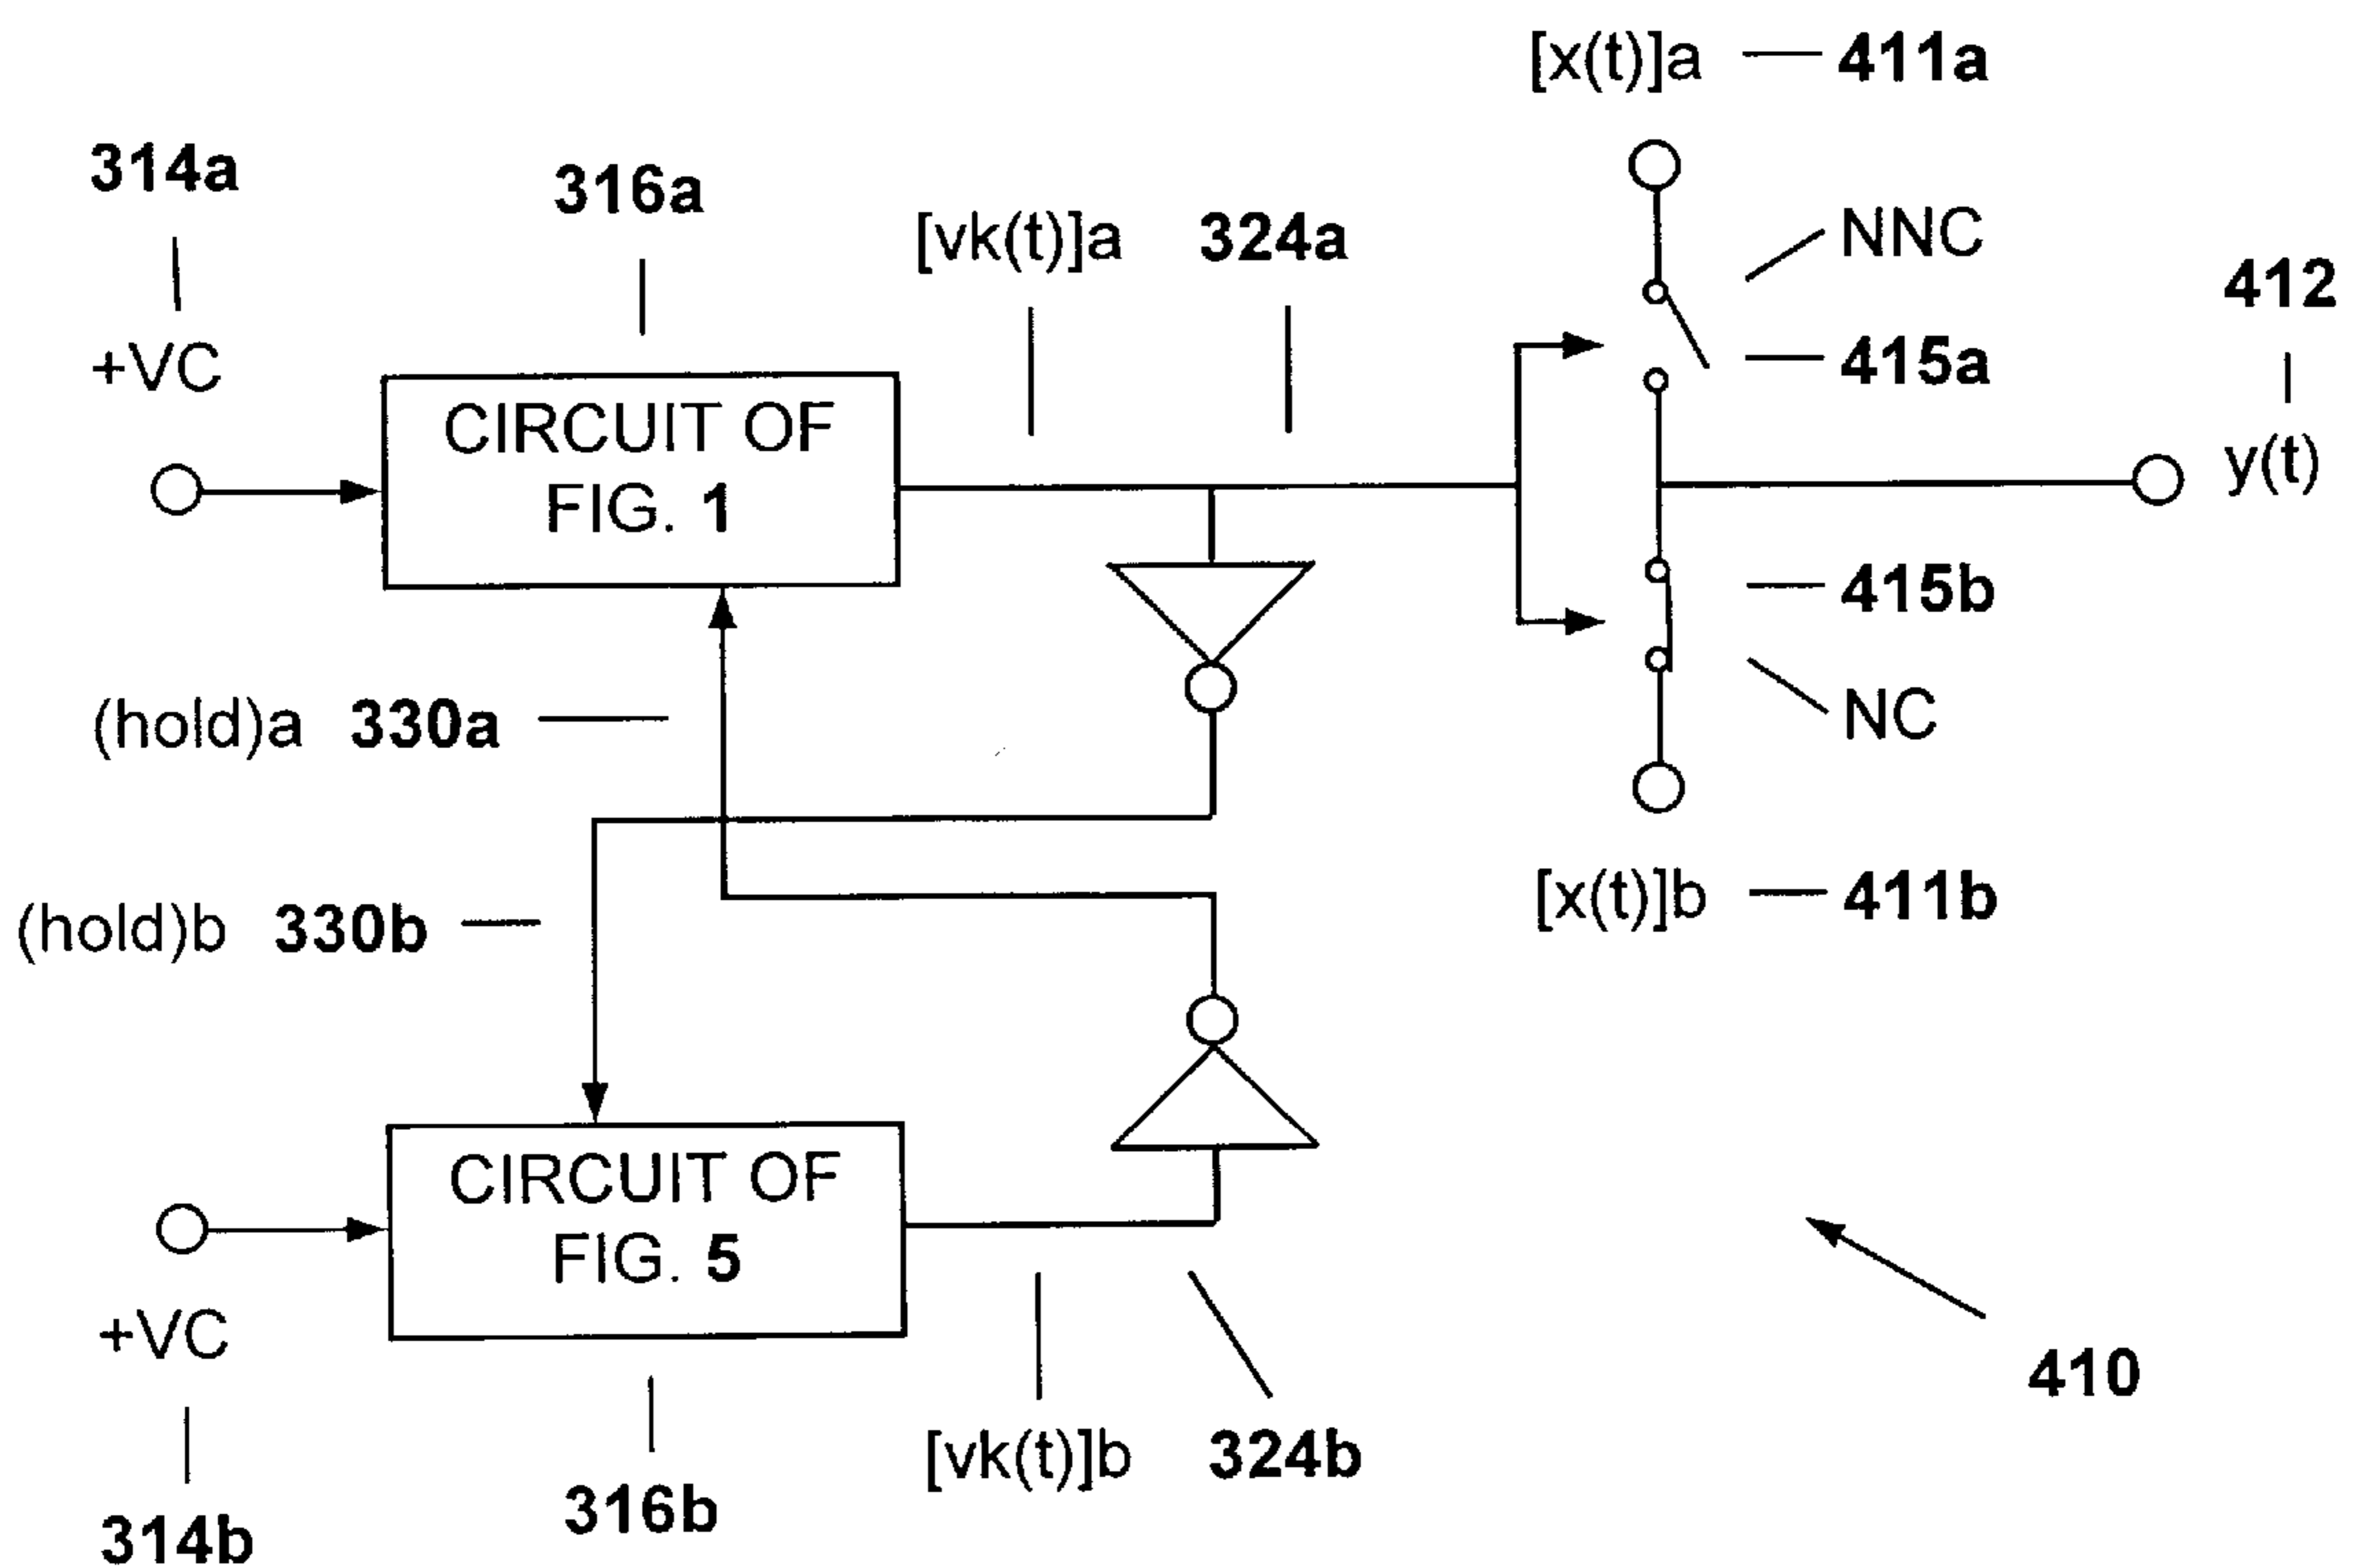 [x(t)]a 411a
314a
316a
[vk(t)]a 324a
NNC
412
+VC
415a
CIRCUIT OF
FIG. 1
y(t)
415b
(hold)a 330a
NC
(hold)b 330b
[x(t)]b 411b
CIRCUIT OF
FIG. 5
+VC
410
[vk(t)]b 324b
316b
314b